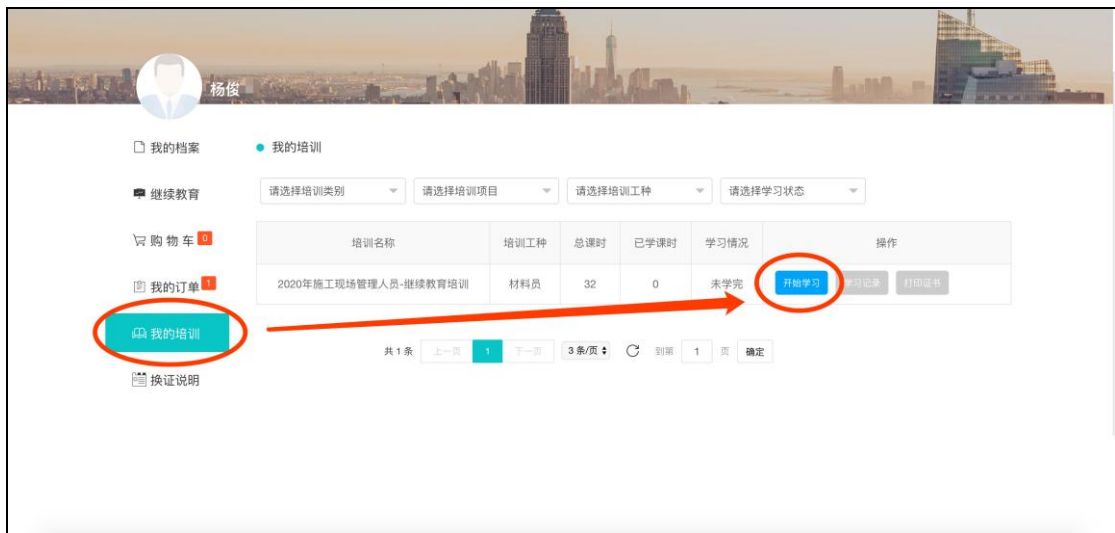 杨俊
我的档案
我的培训
继续教育
请选择培训类别 请选择培训项目 请选择培训工种 请选择学习状态
购物车 0
培训名称 培训工种 总课时 已学课时 学习情况 操作
我的订单 1
2020年施工现场管理人员-继续教育培训 材料员 32 0 未学完 开始学习 学习记录 打印证书
我的培训
共1条 上一页 1 下一页 3条/页 到第 1 页 确定
换证说明